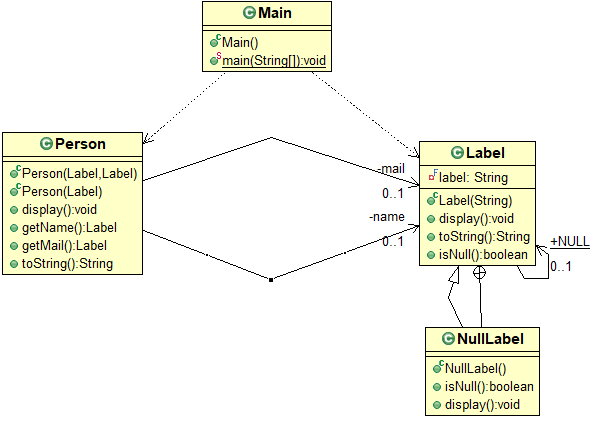 Main
Main()
main(String[]):void
Person
Person(Label,Label)
Person(Label)
display():void
getName():Label
getMail():Label
toString():String
-mail
0..1
-name
0..1
Label
label: String
Label(String)
display():void
toString():String
isNull():boolean
+NULL
0..1
NullLabel
NullLabel()
isNull():boolean
display():void